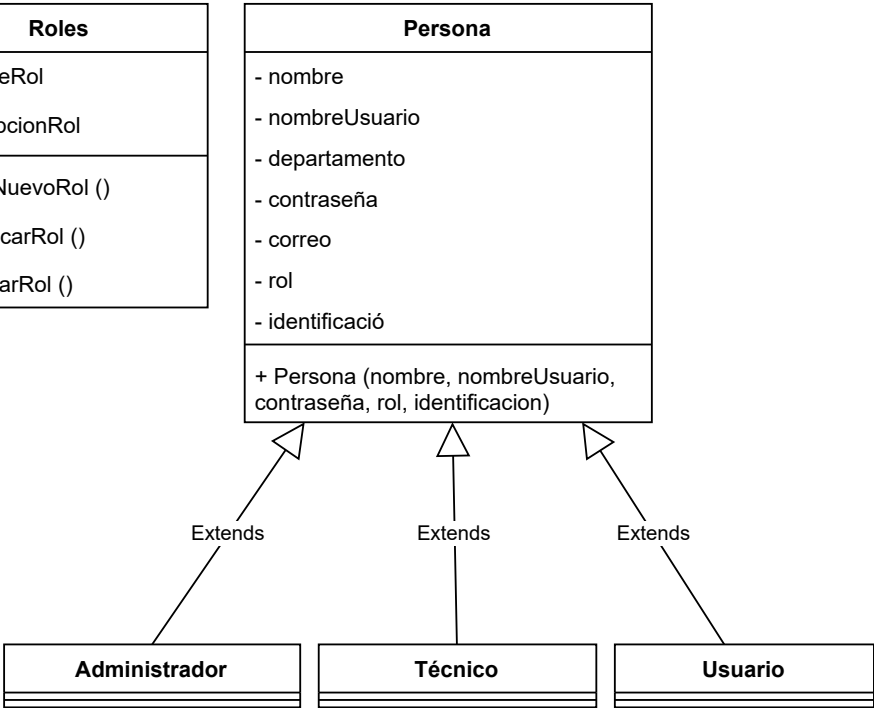 Roles
eRol
pcionRol
NuevoRol ()
carRol ()
arRol ()
Persona
- nombre
- nombreUsuario
- departamento
- contraseña
- correo
- rol
- identificació
+ Persona (nombre, nombreUsuario,
contraseña, rol, identificacion)
Extends
Extends
Extends
Administrador
Técnico
Usuario